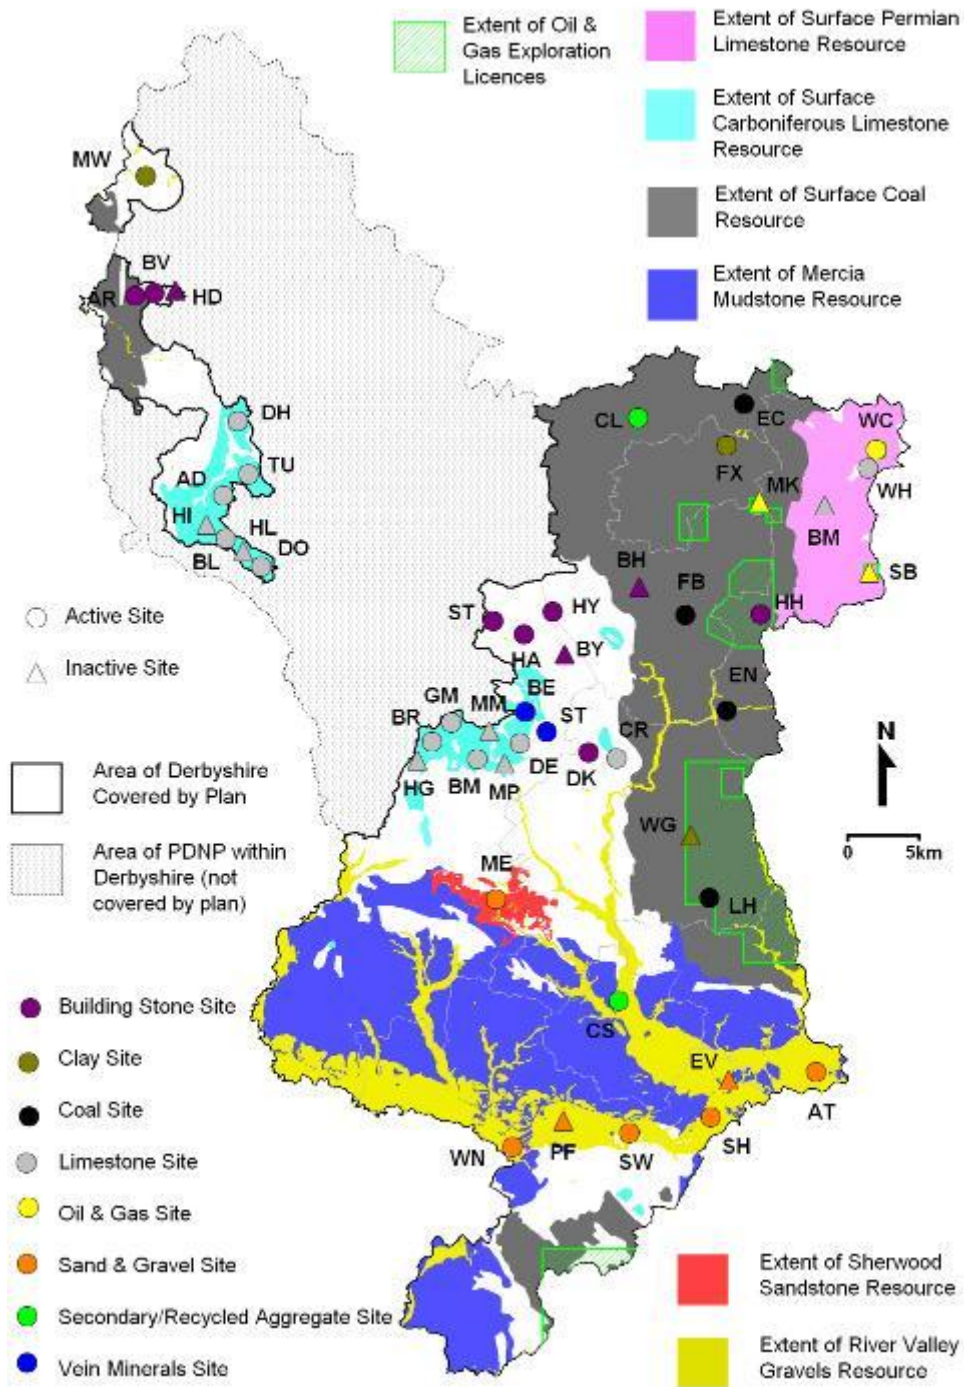 Extent of Oil &
Gas Exploration
Licences
Extent of Surface Permian
Limestone Resource
Extent of Surface
Carboniferous Limestone
Resource
Extent of Surface Coal
Resource
Extent of Mercia
Mudstone Resource
MW
BV
AR
HD
DH
TU
AD
HI
HL
BL
DO
CL
EC
WC
FX
MK
WH
BM
BH
FB
SB
HH
Active Site
Inactive Site
ST
HY
HA
BY
BE
EN
GM
MM
ST
BR
CR
DE
DK
HG
BM
MP
N
0 5km
Area of Derbyshire
Covered by Plan
Area of PDNP within
Derbyshire (not
covered by plan)
WG
ME
LH
CS
EV
AT
WN
PF
SW
SH
Building Stone Site
Clay Site
Coal Site
Limestone Site
Oil & Gas Site
Sand & Gravel Site
Secondary/Recycled Aggregate Site
Vein Minerals Site
Extent of Sherwood
Sandstone Resource
Extent of River Valley
Gravels Resource